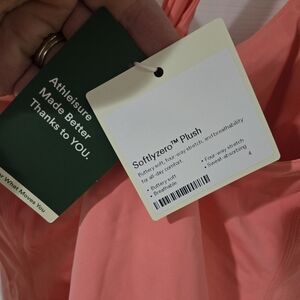 Athleisure
Made Better
Thanks to YOU.
r What Moves You
Softlyzero™ Plush
Buttery soft, four-way stretch, and breathability
for all-day comfort.
• Buttery soft
• Breathable
• Four-way stretch
• Sweat-absorbing
4